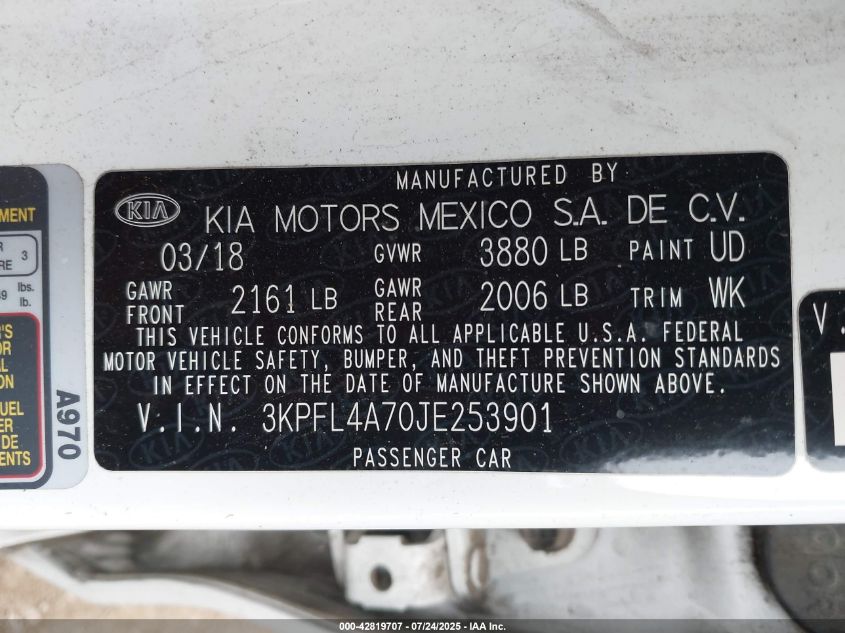 MANUFACTURED BY
KIA KIA MOTORS MEXICO S.A. DE C.V.
03/18 GVWR 3880 LB PAINT UD
GAWR FRONT 2161 LB GAWR REAR 2006 LB TRIM WK
THIS VEHICLE CONFORMS TO ALL APPLICABLE U.S.A. FEDERAL
MOTOR VEHICLE SAFETY, BUMPER, AND THEFT PREVENTION STANDARDS
IN EFFECT ON THE DATE OF MANUFACTURE SHOWN ABOVE.
V.I.N. 3KPFL4A70JE253901
PASSENGER CAR
3
lbs.
lb.
A970
V.
000-42819707 - 07/24/2025 - IAA Inc.